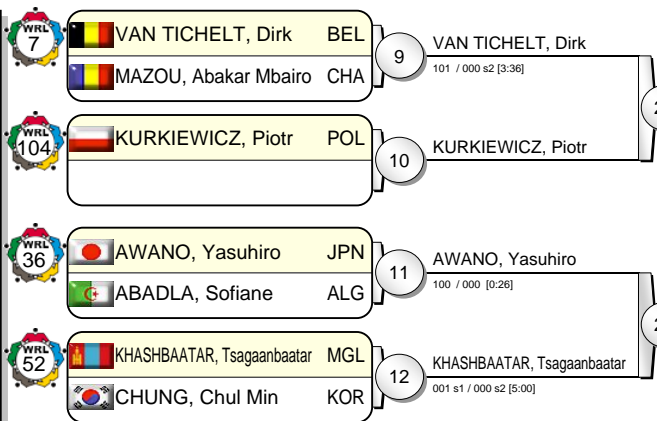 WRL
7
VAN TICHELT, Dirk BEL
MAZOU, Abakar Mbairo CHA
9
VAN TICHELT, Dirk
101 / 000 s2 [3:36]
WRL
104
KURKIEWICZ, Piotr POL
10
KURKIEWICZ, Piotr
WRL
36
AWANO, Yasuhiro JPN
ABADLA, Sofiane ALG
11
AWANO, Yasuhiro
100 / 000 [0:26]
WRL
52
KHASHBAATAR, Tsagaanbaatar MGL
CHUNG, Chul Min KOR
12
KHASHBAATAR, Tsagaanbaatar
001 s1 / 000 s2 [5:00]